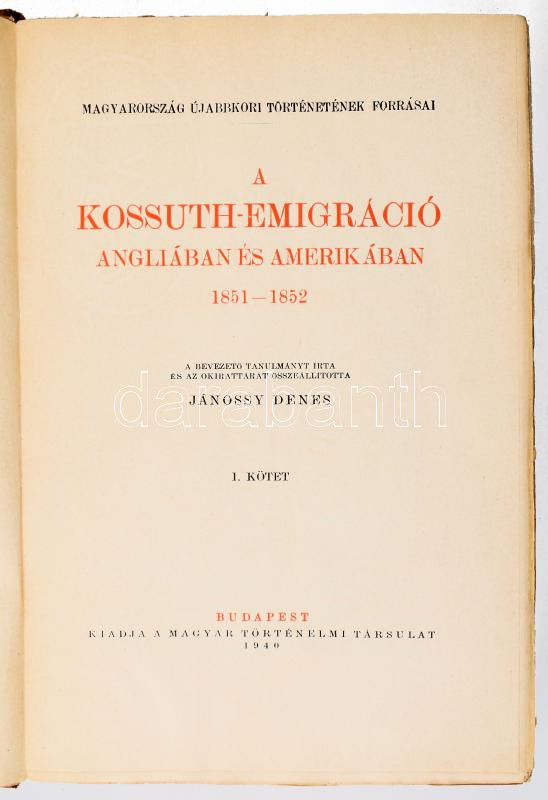 MAGYARORSZÁG ÚJABBKORI TÖRTÉNETÉNEK FORRÁSAI
A
KOSSUTH-EMIGRÁCIÓ
ANGLIÁBAN ÉS AMERIKÁBAN
1851—1852
A BEVEZETŐ TANULMÁNYT ÍRTA
ÉS AZ OKIRATTÁRAT ÖSSZEÁLLÍTOTTA
JÁNOSSY DÉNES
darabanth
I. KÖTET
BUDAPEST
KIADJA A MAGYAR TÖRTÉNELMI TÁRSULAT
1940